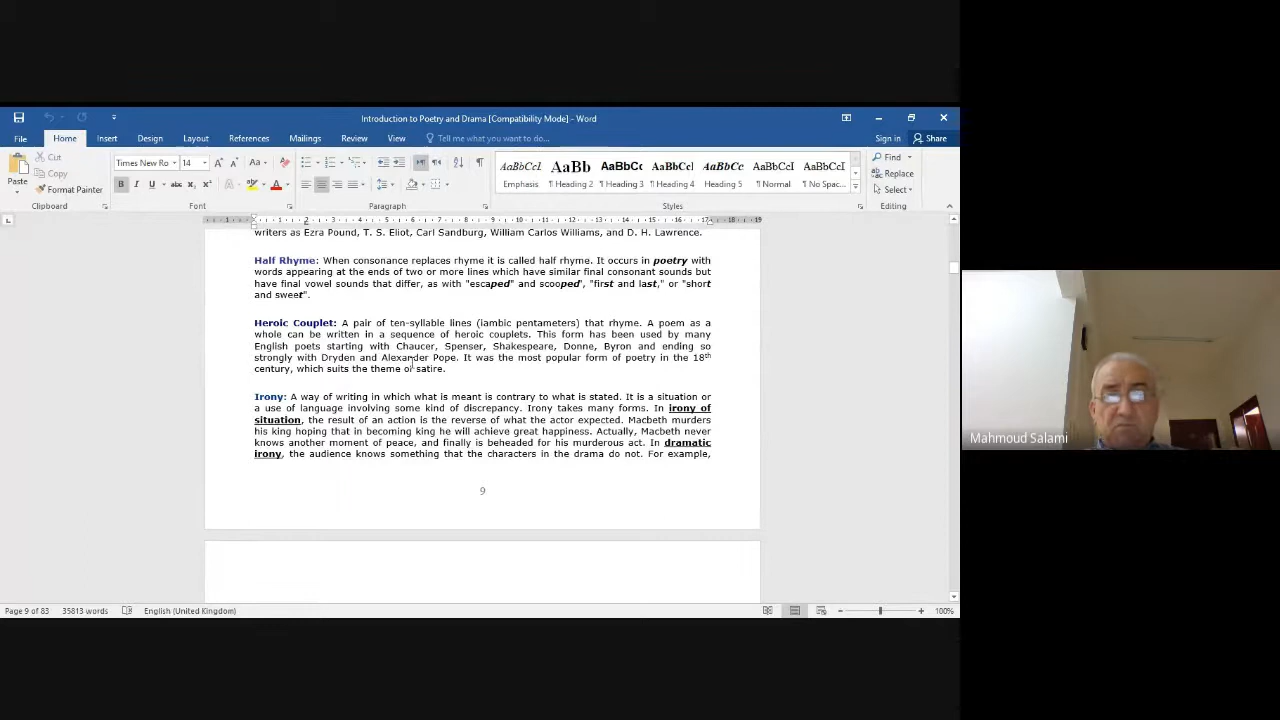 Introduction to Poetry and Drama [Compatibility Mode] - Word
File Home Insert Design Layout References Mailings Review View Tell me what you want to do... Sign in Share
Paste
Cut
Copy
Format Painter
Clipboard
Times New Ro 14
Font
Paragraph
AaBbCcI AaBb AaBbCc AaBbCcI AaBbCc AaBbCcI AaBbCcI
Emphasis ¶ Heading 2 ¶ Heading 3 ¶ Heading 4 Heading 5 ¶ Normal ¶ No Spac...
Styles
Find
Replace
Select
Editing
writers as Ezra Pound, T. S. Eliot, Carl Sandburg, William Carlos Williams, and D. H. Lawrence.
Half Rhyme: When consonance replaces rhyme it is called half rhyme. It occurs in poetry with
words appearing at the ends of two or more lines which have similar final consonant sounds but
have final vowel sounds that differ, as with "escaped" and scooped", "first and last," or "short
and sweet".
Heroic Couplet: A pair of ten-syllable lines (iambic pentameters) that rhyme. A poem as a
whole can be written in a sequence of heroic couplets. This form has been used by many
English poets starting with Chaucer, Spenser, Shakespeare, Donne, Byron and ending so
strongly with Dryden and Alexander Pope. It was the most popular form of poetry in the 18th
century, which suits the theme of satire.
Irony: A way of writing in which what is meant is contrary to what is stated. It is a situation or
a use of language involving some kind of discrepancy. Irony takes many forms. In irony of
situation, the result of an action is the reverse of what the actor expected. Macbeth murders
his king hoping that in becoming king he will achieve great happiness. Actually, Macbeth never
knows another moment of peace, and finally is beheaded for his murderous act. In dramatic
irony, the audience knows something that the characters in the drama do not. For example,
9
Page 9 of 83 35813 words English (United Kingdom) 100%
Mahmoud Salami